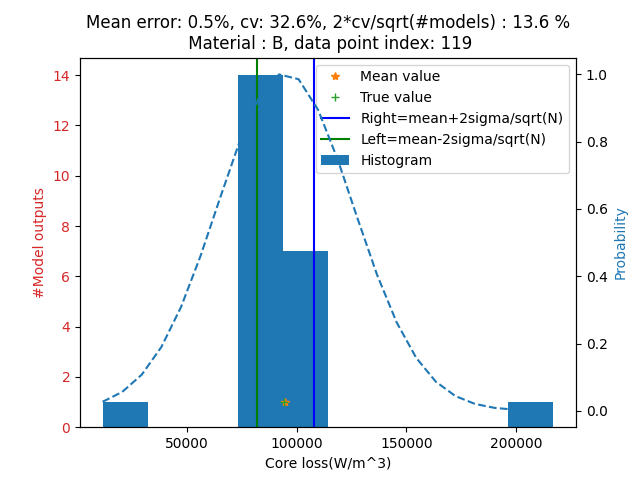 Mean error: 0.5%, cv: 32.6%, 2*cv/sqrt(#models) : 13.6 %
Material : B, data point index: 119
Mean value
True value
Right=mean+2sigma/sqrt(N)
Left=mean-2sigma/sqrt(N)
Histogram
#Model outputs
14
12
10
8
6
4
2
0
1.0
0.8
0.6
0.4
0.2
0.0
Probability
50000 100000 150000 200000
Core loss(W/m^3)